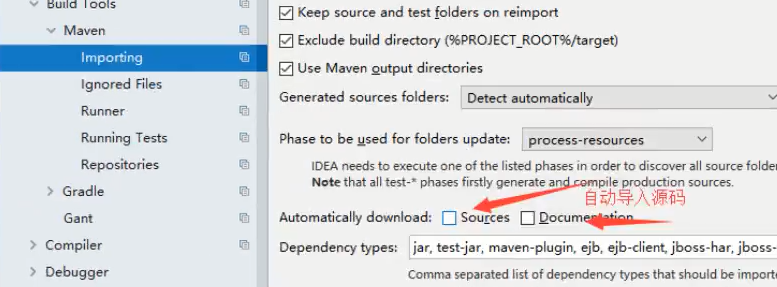 Build Tools
Maven
Importing
Ignored Files
Runner
Running Tests
Repositories
Gradle
Gant
Compiler
Debugger
Keep source and test folders on reimport
Exclude build directory (%PROJECT_ROOT%/target)
Use Maven output directories
Generated sources folders: Detect automatically
Phase to be used for folders update: process-resources
IDEA needs to execute one of the listed phases in order to discover all source folder
Note that all test-* phases firstly generate and compile production sources.
自动导入源码
Automatically download: Sources Documentation
Dependency types: jar, test-jar, maven-plugin, ejb, ejb-client, jboss-har, jboss-
Comma separated list of dependency types that should be importe